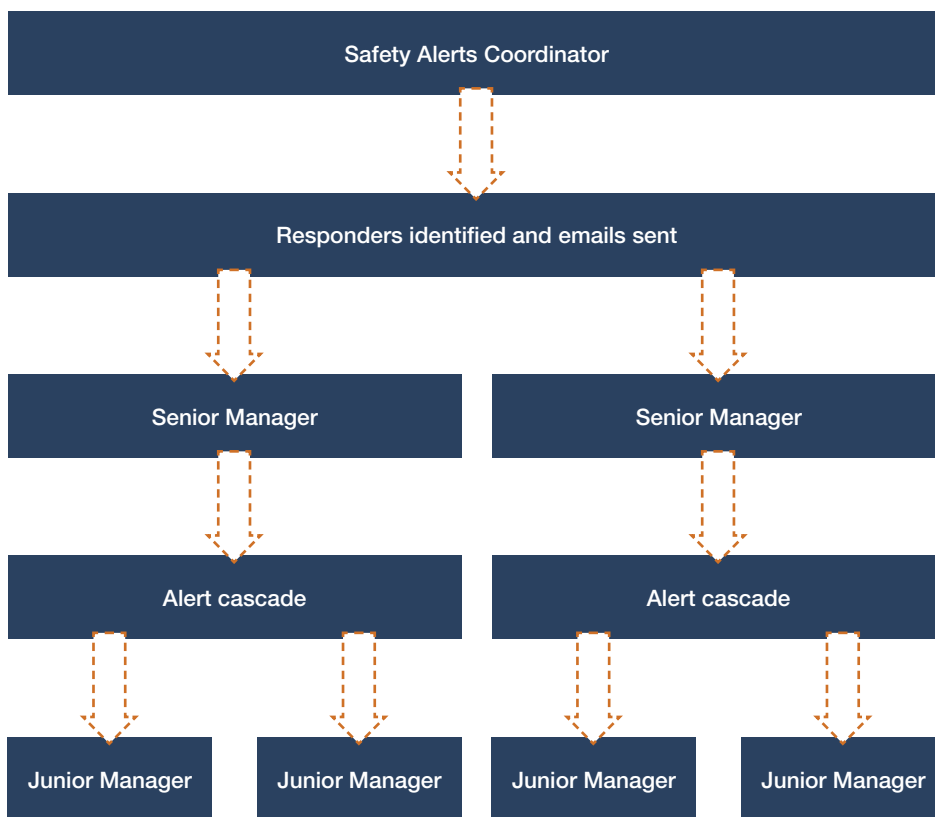 Safety Alerts Coordinator
Responders identified and emails sent
Senior Manager
Senior Manager
Alert cascade
Alert cascade
Junior Manager
Junior Manager
Junior Manager
Junior Manager